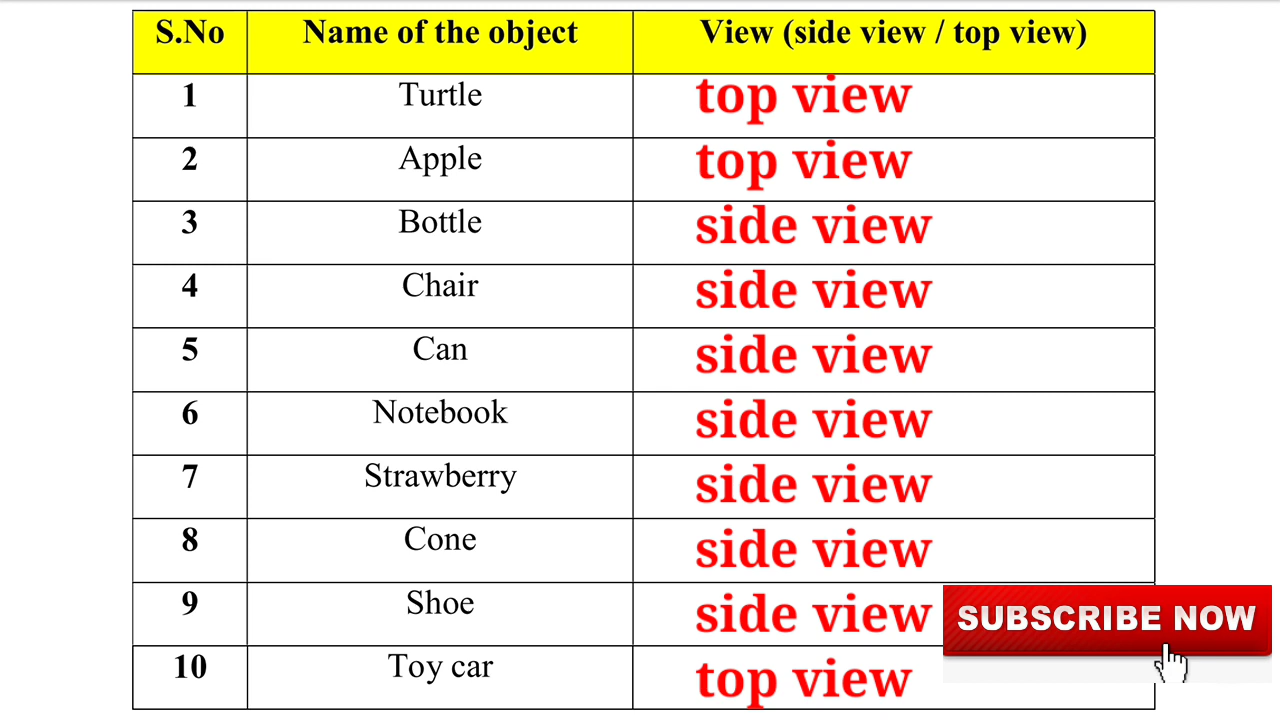 S.No Name of the object View (side view / top view)
1 Turtle top view
2 Apple top view
3 Bottle side view
4 Chair side view
5 Can side view
6 Notebook side view
7 Strawberry side view
8 Cone side view
9 Shoe side view
SUBSCRIBE NOW
10 Toy car top view